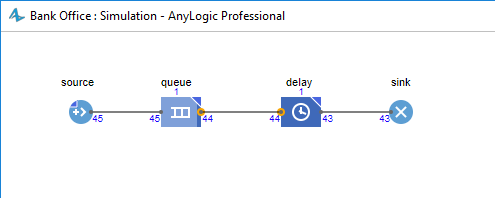 Bank Office : Simulation - AnyLogic Professional
source queue delay sink
1 1
45 45 44 44 43 43